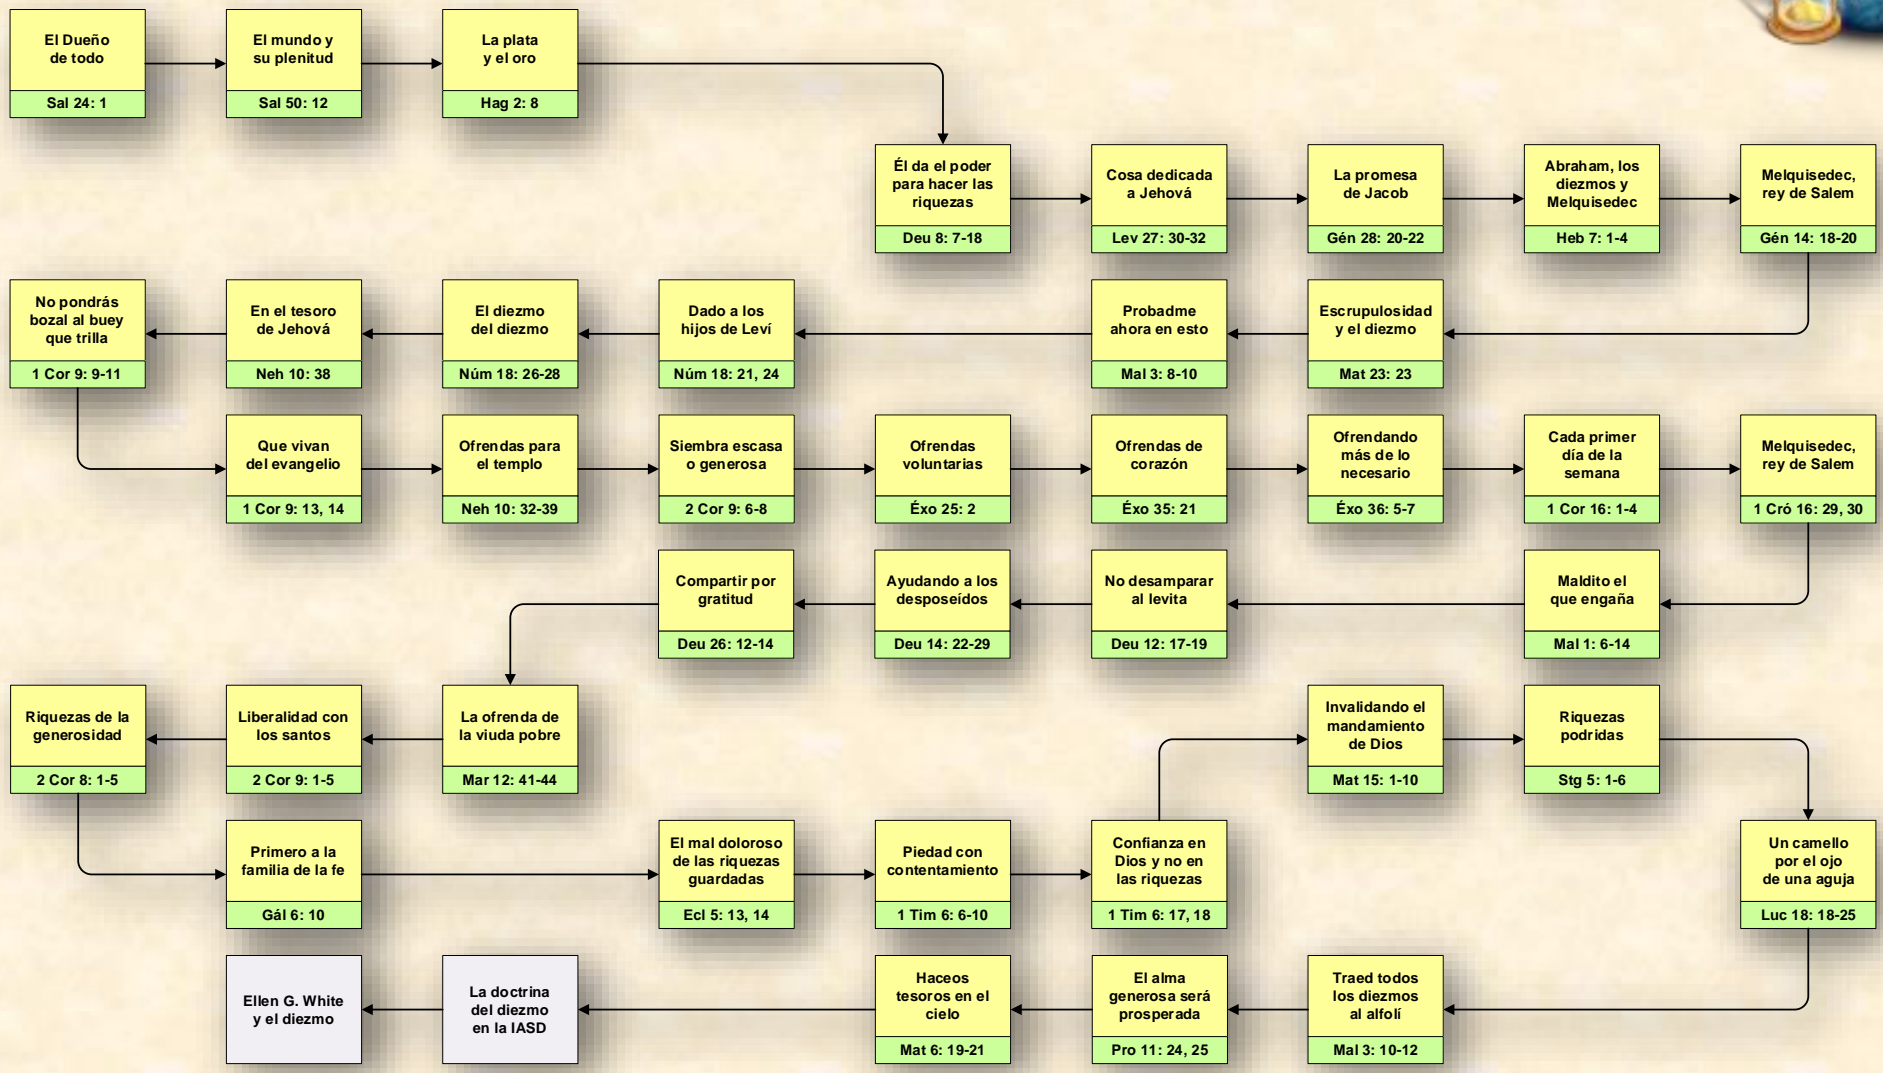 El Dueño
de todo
Sal 24: 1
El mundo y
su plenitud
Sal 50: 12
La plata
y el oro
Hag 2: 8
Él da el poder
para hacer las
riquezas
Deu 8: 7-18
Cosa dedicada
a Jehová
Lev 27: 30-32
La promesa
de Jacob
Gén 28: 20-22
Abraham, los
diezmos y
Melquisedec
Heb 7: 1-4
Melquisedec,
rey de Salem
Gén 14: 18-20
Escrupulosidad
y el diezmo
Mat 23: 23
Probadme
ahora en esto
Mal 3: 8-10
Dado a los
hijos de Leví
Núm 18: 21, 24
El diezmo
del diezmo
Núm 18: 26-28
En el tesoro
de Jehová
Neh 10: 38
No pondrás
bozal al buey
que trilla
1 Cor 9: 9-11
Que vivan
del evangelio
1 Cor 9: 13, 14
Ofrendas para
el templo
Neh 10: 32-39
Siembra escasa
o generosa
2 Cor 9: 6-8
Ofrendas
voluntarias
Éxo 25: 2
Ofrendas de
corazón
Éxo 35: 21
Ofrendando
más de lo
necesario
Éxo 36: 5-7
Cada primer
día de la
semana
1 Cor 16: 1-4
Melquisedec,
rey de Salem
1 Cró 16: 29, 30
Maldito el
que engaña
Mal 1: 6-14
No desamparar
al levita
Deu 12: 17-19
Ayudando a los
desposeídos
Deu 14: 22-29
Compartir por
gratitud
Deu 26: 12-14
La ofrenda de
la viuda pobre
Mar 12: 41-44
Liberalidad con
los santos
2 Cor 9: 1-5
Riquezas de la
generosidad
2 Cor 8: 1-5
Primero a la
familia de la fe
Gál 6: 10
El mal doloroso
de las riquezas
guardadas
Ecl 5: 13, 14
Piedad con
contentamiento
1 Tim 6: 6-10
Confianza en
Dios y no en
las riquezas
1 Tim 6: 17, 18
Invalidando el
mandamiento
de Dios
Mat 15: 1-10
Riquezas
podridas
Stg 5: 1-6
Un camello
por el ojo
de una aguja
Luc 18: 18-25
Traed todos
los diezmos
al alfolí
Mal 3: 10-12
El alma
generosa será
prosperada
Pro 11: 24, 25
Haceos
tesoros en el
cielo
Mat 6: 19-21
La doctrina
del diezmo
en la IASD
Ellen G. White
y el diezmo